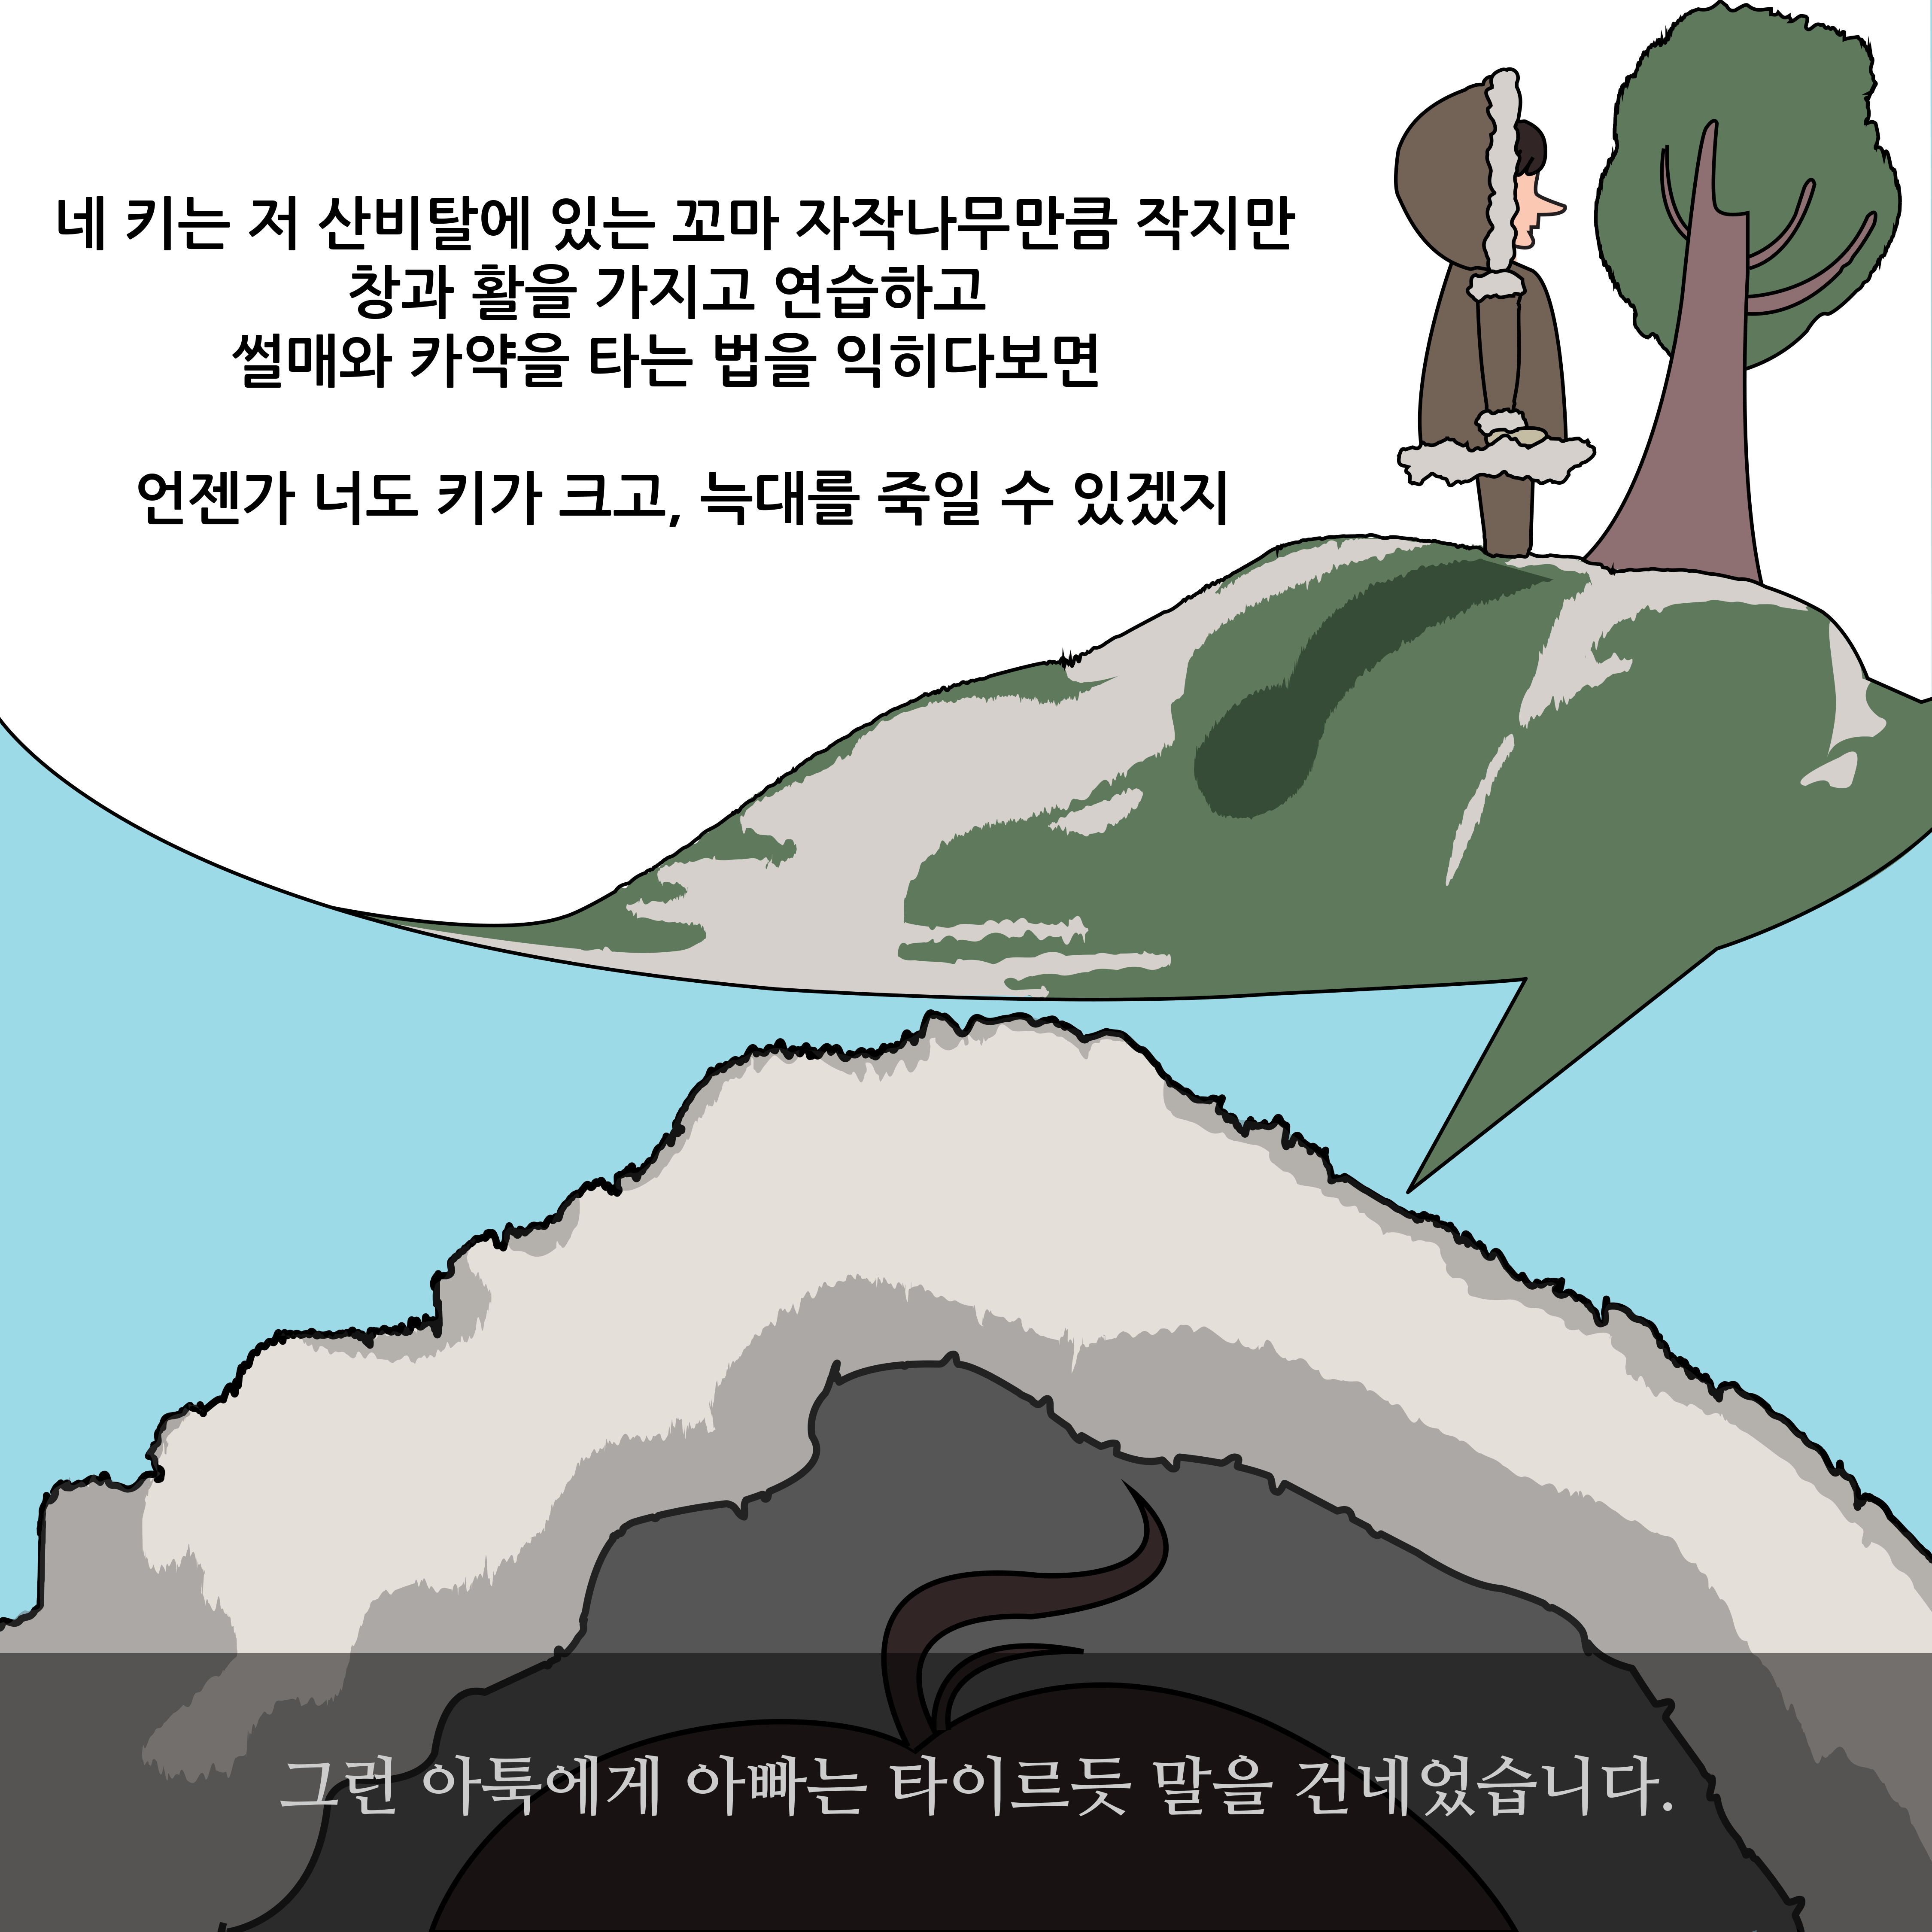 네 키는 저 산비탈에 있는 꼬마 자작나무만큼 작지만
창과 활을 가지고 연습하고
썰매와 카약을 타는 법을 익히다보면
언젠가 너도 키가 크고, 늑대를 죽일 수 있겠지
그런 아둑에게 아빠는 타이르듯 말을 건네었습니다.